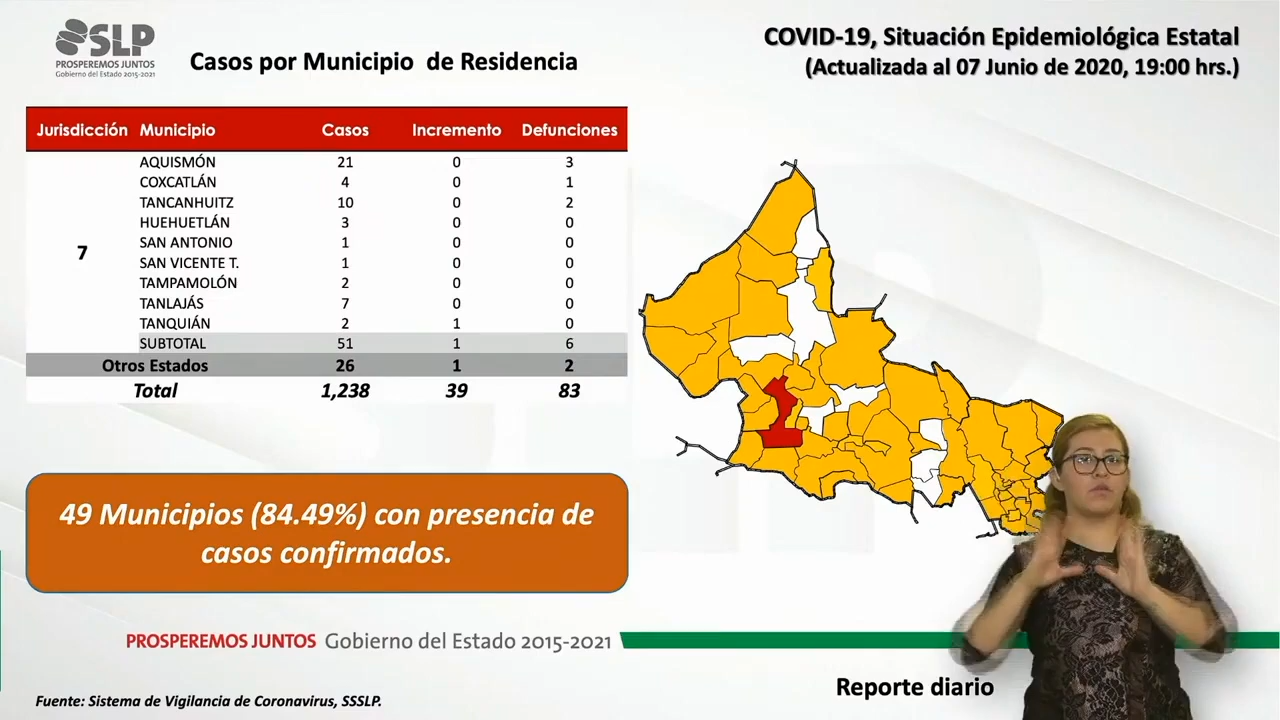 SLP
PROSPEREMOS JUNTOS
Gobierno del Estado 2015-2021
Casos por Municipio de Residencia
COVID-19, Situación Epidemiológica Estatal
(Actualizada al 07 Junio de 2020, 19:00 hrs.)
Jurisdicción Municipio Casos Incremento Defunciones
AQUISMÓN 21 0 3
COXCATLÁN 4 0 1
TANCANHUITZ 10 0 2
HUEHUETLÁN 3 0 0
SAN ANTONIO 1 0 0
7
SAN VICENTE T. 1 0 0
TAMPAMOLÓN 2 0 0
TANLAJÁS 7 0 0
TANQUIÁN 2 1 0
SUBTOTAL 51 1 6
Otros Estados 26 1 2
Total 1,238 39 83
49 Municipios (84.49%) con presencia de
casos confirmados.
PROSPEREMOS JUNTOS Gobierno del Estado 2015-2021
Reporte diario
Fuente: Sistema de Vigilancia de Coronavirus, SSSLP.